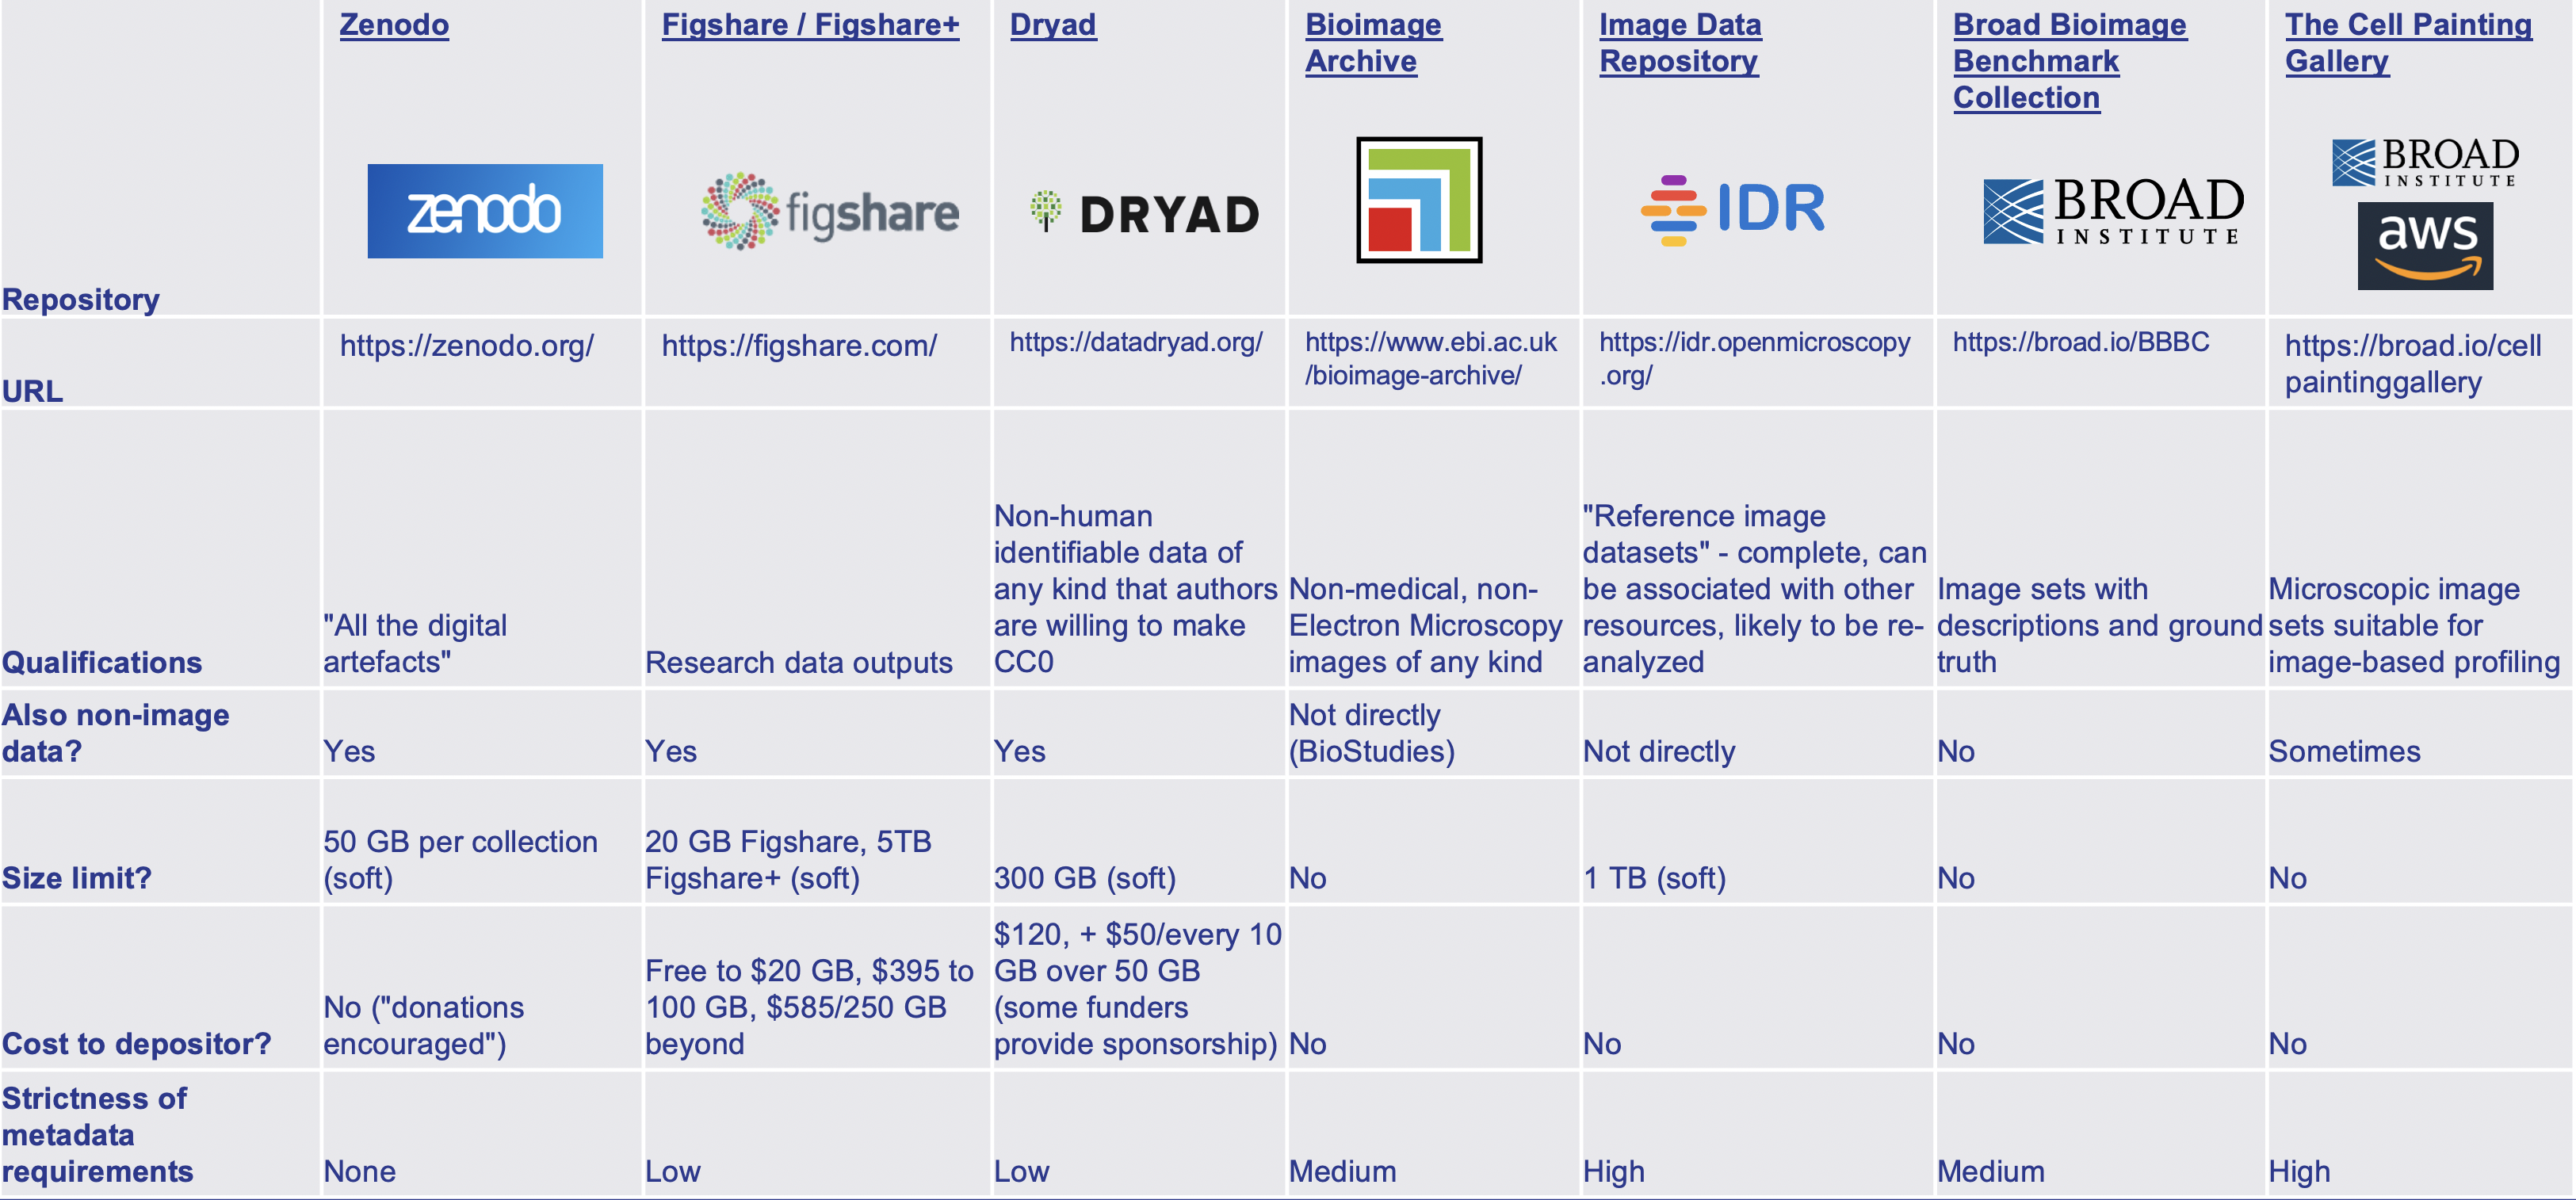 Repository
Zenodo
zenodo
Figshare / Figshare+
figshare
Dryad
DRYAD
Bioimage
Archive
Image Data
Repository
IDR
Broad Bioimage
Benchmark
Collection
BROAD
INSTITUTE
The Cell Painting
Gallery
BROAD
INSTITUTE
aws
URL
https://zenodo.org/
https://figshare.com/
https://datadryad.org/
https://www.ebi.ac.uk
/bioimage-archive/
https://idr.openmicroscopy
.org/
https://broad.io/BBBC
https://broad.io/cell
paintinggallery
Qualifications
"All the digital
artefacts"
Research data outputs
Non-human
identifiable data of
any kind that authors
are willing to make
CC0
Non-medical, non-
Electron Microscopy
images of any kind
"Reference image
datasets" - complete, can
be associated with other
resources, likely to be re-
analyzed
Image sets with
descriptions and ground
truth
Microscopic image
sets suitable for
image-based profiling
Also non-image
data?
Yes
Yes
Yes
Not directly
(BioStudies)
Not directly
No
Sometimes
Size limit?
50 GB per collection
(soft)
20 GB Figshare, 5TB
Figshare+ (soft)
300 GB (soft)
No
1 TB (soft)
No
No
Cost to depositor?
No ("donations
encouraged")
Free to $20 GB, $395 to
100 GB, $585/250 GB
beyond
$120, + $50/every 10
GB over 50 GB
(some funders
provide sponsorship)
No
No
No
No
Strictness of
metadata
requirements
None
Low
Low
Medium
High
Medium
High